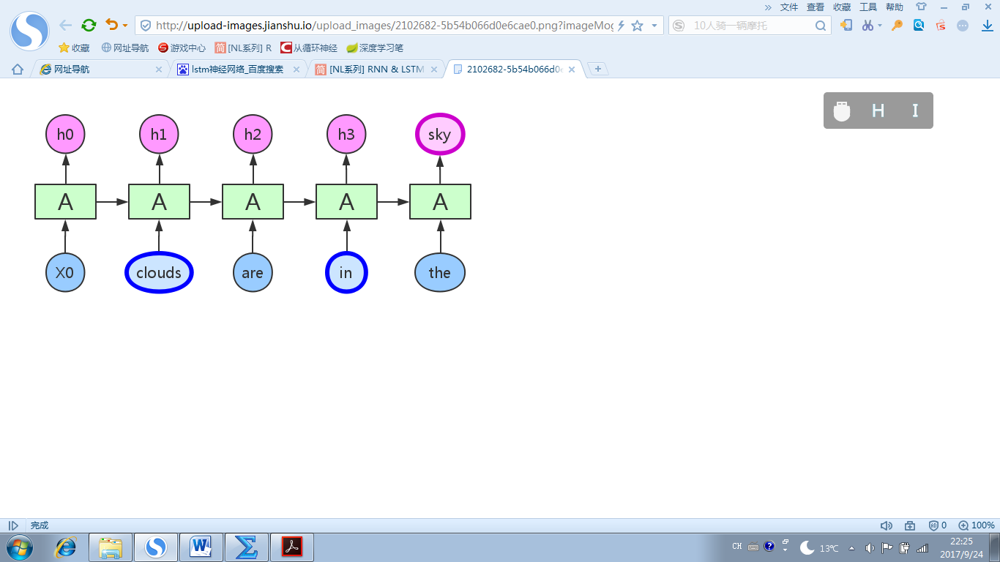 » 文件 查看 收藏 工具 帮助
http://upload-images.jianshu.io/upload_images/2102682-5b54b066d0e6cae0.png?imageMog
10人骑一辆摩托
收藏 网址导航 游戏中心 简 [NL系列] R 从循环神经 深度学习笔
网址导航 lstm神经网络_百度搜索 简 [NL系列] RNN & LSTM 2102682-5b54b066d0e
H I
h0 h1 h2 h3 sky
A A A A A
X0 clouds are in the
完成 0 100%
CH 13℃ 22:25
2017/9/24